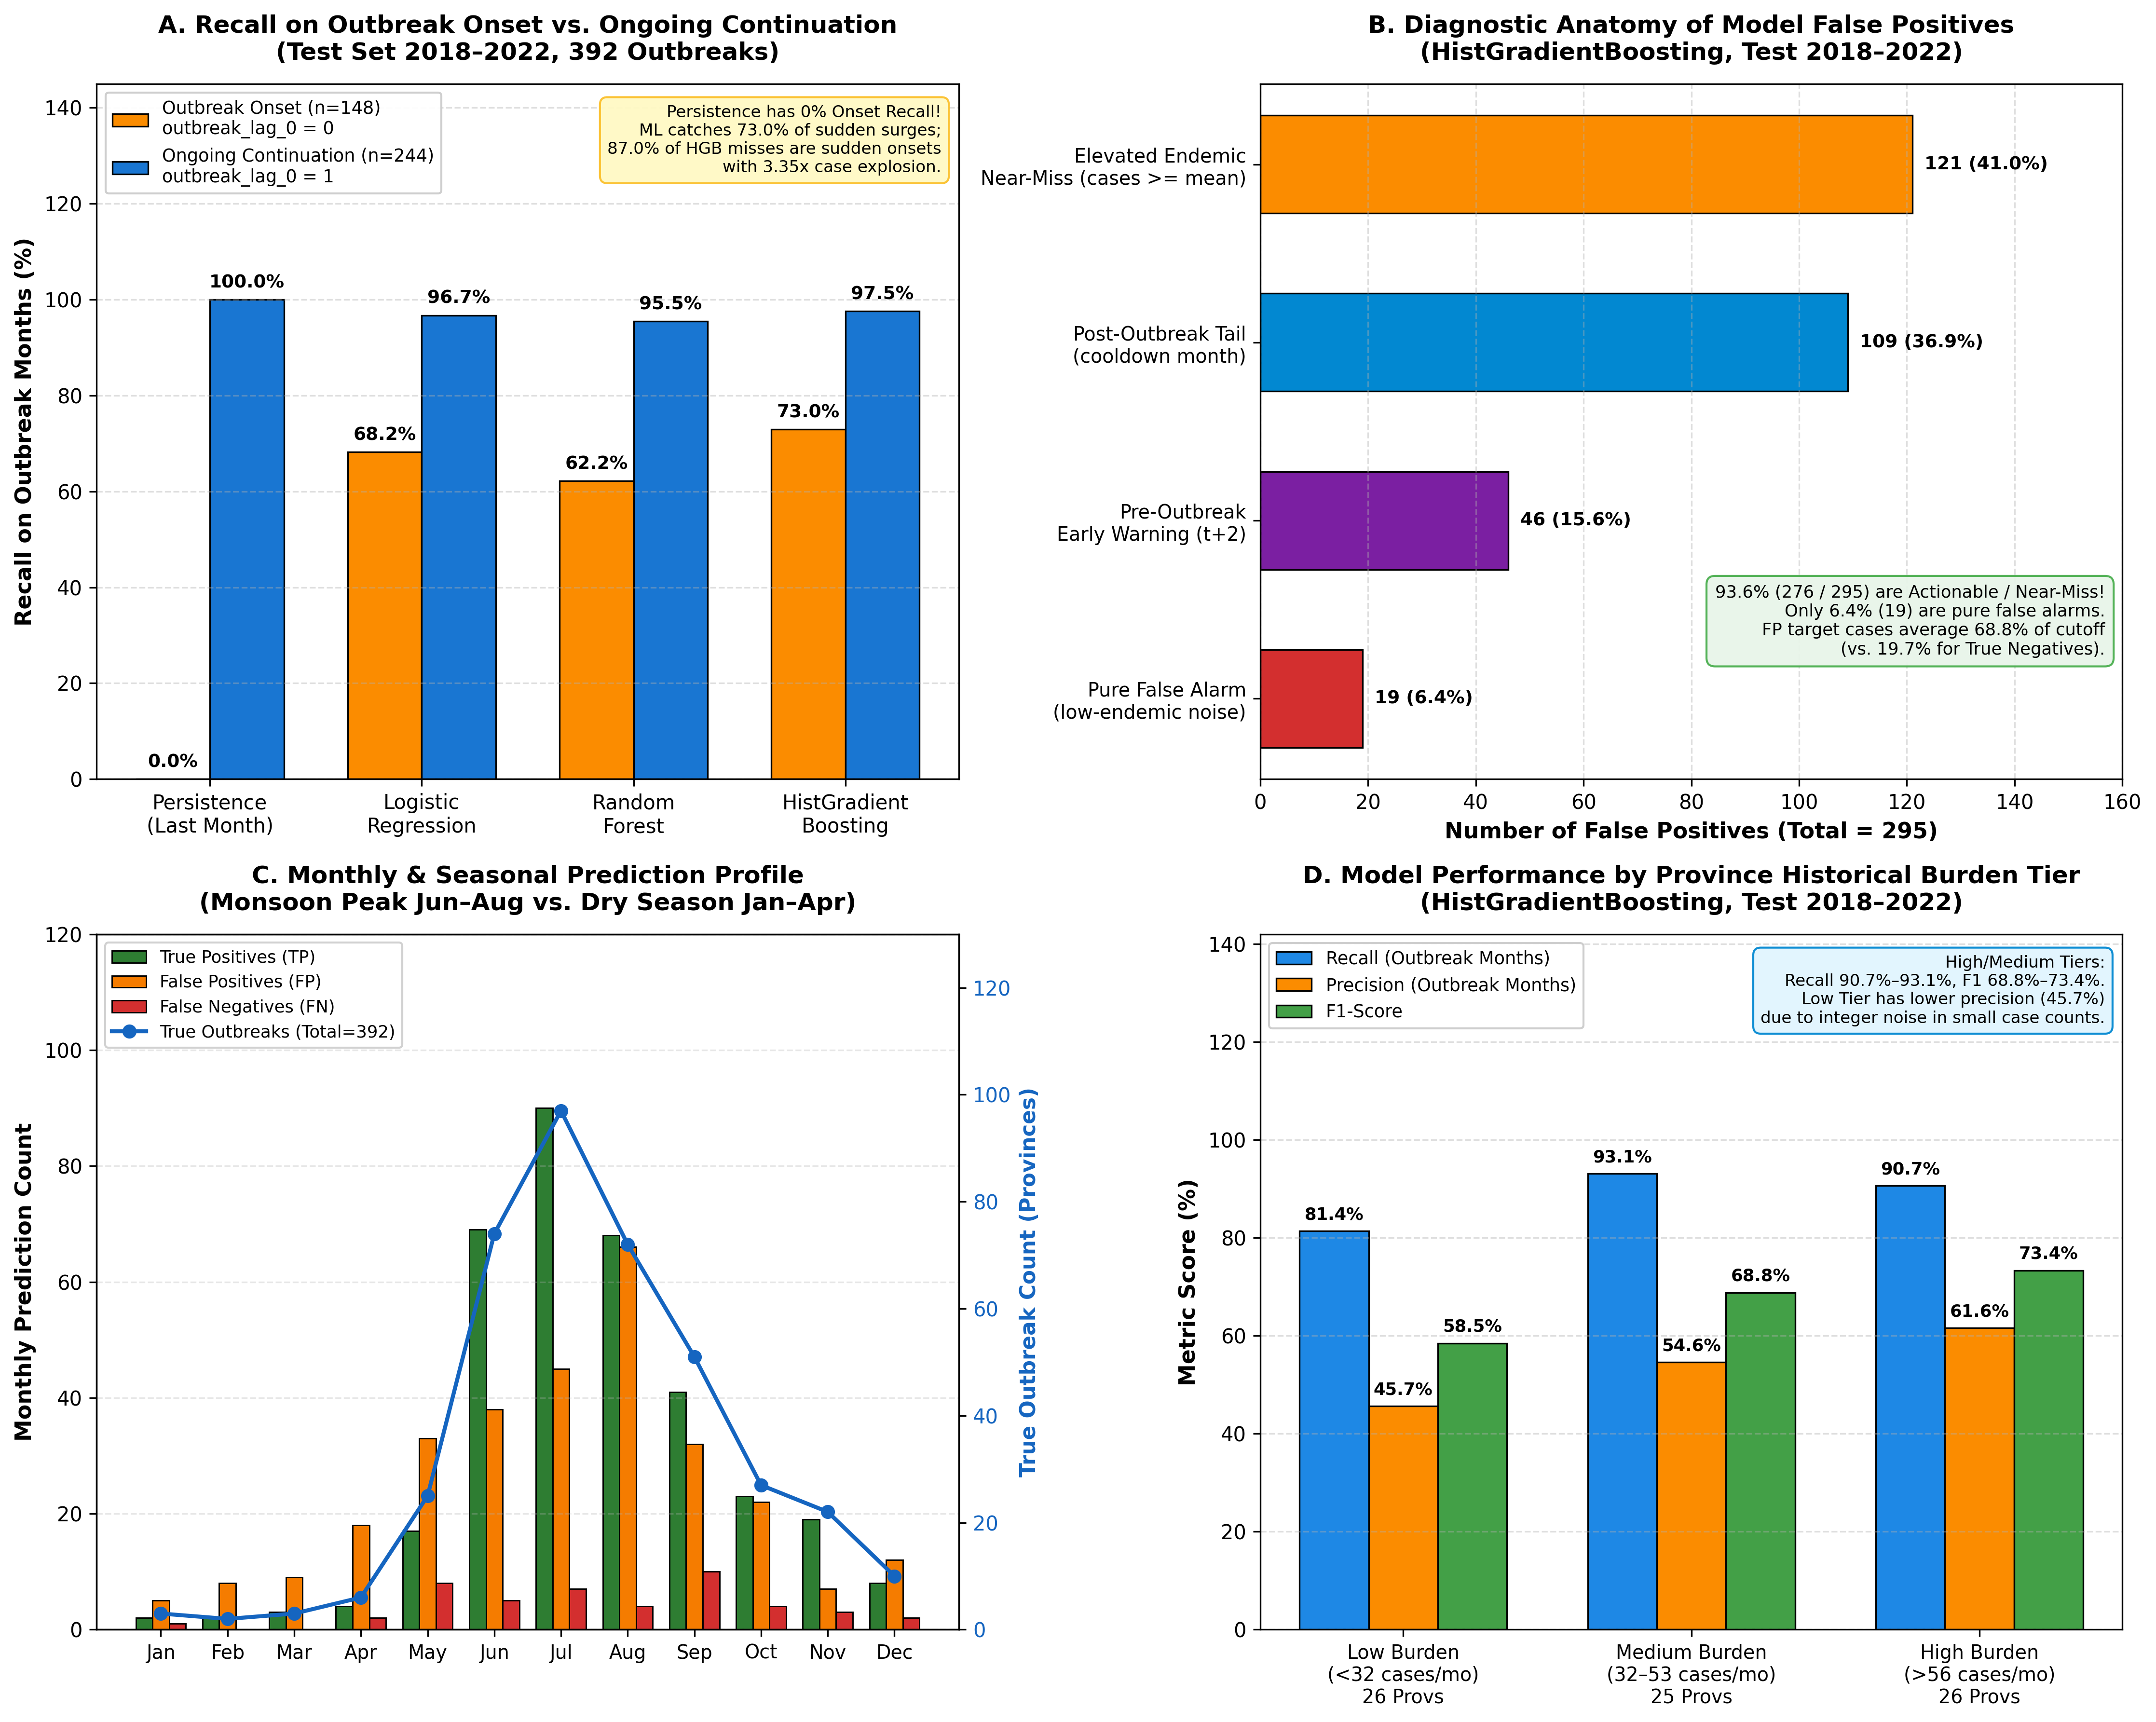 A. Recall on Outbreak Onset vs. Ongoing Continuation
(Test Set 2018–2022, 392 Outbreaks)
Recall on Outbreak Months (%)
140
120
100
80
60
40
20
0
Outbreak Onset (n=148)
outbreak_lag_0 = 0
Ongoing Continuation (n=244)
outbreak_lag_0 = 1
Persistence has 0% Onset Recall!
ML catches 73.0% of sudden surges;
87.0% of HGB misses are sudden onsets
with 3.35x case explosion.
0.0%
100.0%
68.2%
96.7%
62.2%
95.5%
73.0%
97.5%
Persistence
(Last Month)
Logistic
Regression
Random
Forest
HistGradient
Boosting
B. Diagnostic Anatomy of Model False Positives
(HistGradientBoosting, Test 2018–2022)
Elevated Endemic
Near-Miss (cases >= mean)
121 (41.0%)
Post-Outbreak Tail
(cooldown month)
109 (36.9%)
Pre-Outbreak
Early Warning (t+2)
46 (15.6%)
Pure False Alarm
(low-endemic noise)
19 (6.4%)
93.6% (276 / 295) are Actionable / Near-Miss!
Only 6.4% (19) are pure false alarms.
FP target cases average 68.8% of cutoff
(vs. 19.7% for True Negatives).
0 20 40 60 80 100 120 140 160
Number of False Positives (Total = 295)
C. Monthly & Seasonal Prediction Profile
(Monsoon Peak Jun–Aug vs. Dry Season Jan–Apr)
Monthly Prediction Count
120
100
80
60
40
20
0
True Positives (TP)
False Positives (FP)
False Negatives (FN)
True Outbreaks (Total=392)
Jan Feb Mar Apr May Jun Jul Aug Sep Oct Nov Dec
120
100
80
60
40
20
0
True Outbreak Count (Provinces)
D. Model Performance by Province Historical Burden Tier
(HistGradientBoosting, Test 2018–2022)
Metric Score (%)
140
120
100
80
60
40
20
0
Recall (Outbreak Months)
Precision (Outbreak Months)
F1-Score
High/Medium Tiers:
Recall 90.7%–93.1%, F1 68.8%–73.4%.
Low Tier has lower precision (45.7%)
due to integer noise in small case counts.
81.4%
45.7%
58.5%
93.1%
54.6%
68.8%
90.7%
61.6%
73.4%
Low Burden
(<32 cases/mo)
26 Provs
Medium Burden
(32–53 cases/mo)
25 Provs
High Burden
(>56 cases/mo)
26 Provs